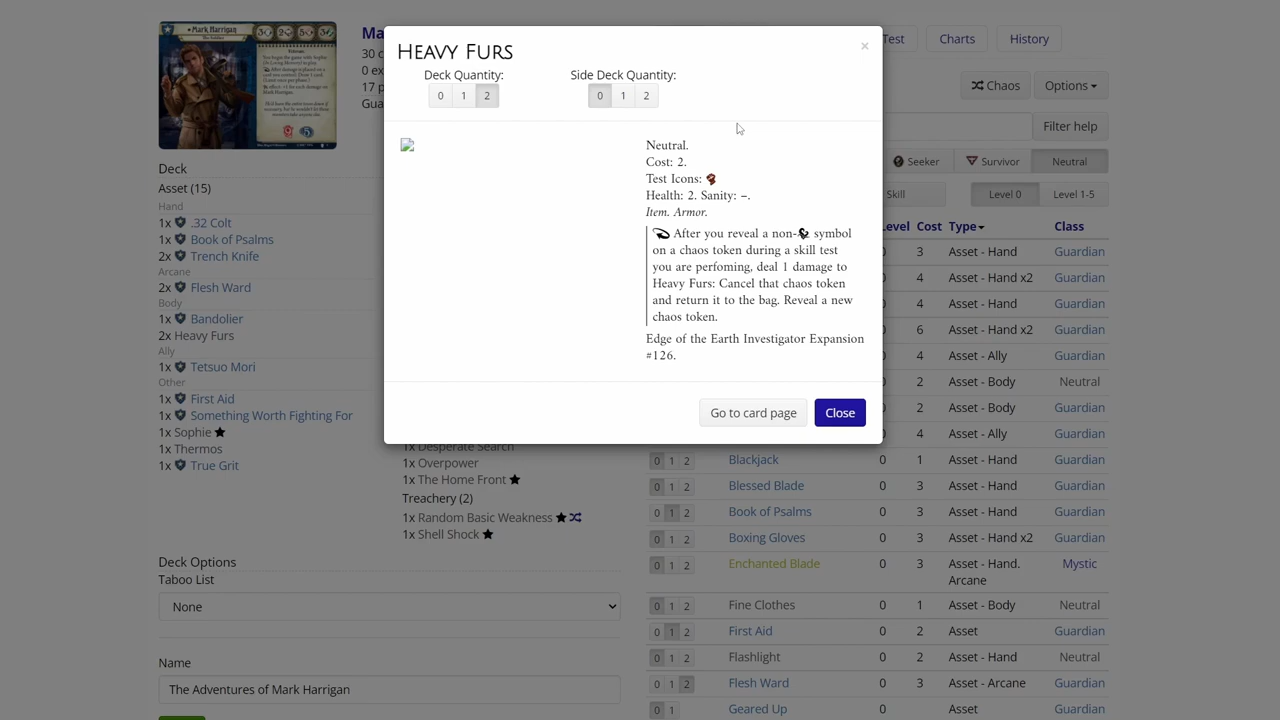 Mark Harrigan
Ma
30 c
0 ex
17 p
Gua
HEAVY FURS
×
Deck Quantity:
0 1 2
Side Deck Quantity:
0 1 2
Neutral.
Cost: 2.
Test Icons:
Health: 2. Sanity: –.
Item. Armor.
After you reveal a non- symbol
on a chaos token during a skill test
you are perfoming, deal 1 damage to
Heavy Furs: Cancel that chaos token
and return it to the bag. Reveal a new
chaos token.
Edge of the Earth Investigator Expansion
#126.
Go to card page
Close
Test Charts History
Chaos Options
Filter help
Seeker Survivor Neutral
Skill Level 0 Level 1-5
Deck
Asset (15)
Hand
1x .32 Colt
1x Book of Psalms
2x Trench Knife
Arcane
2x Flesh Ward
Body
1x Bandolier
2x Heavy Furs
Ally
1x Tetsuo Mori
Other
1x First Aid
1x Something Worth Fighting For
1x Sophie
1x Thermos
1x True Grit
1x Desperate Search
1x Overpower
1x The Home Front
Treachery (2)
1x Random Basic Weakness
1x Shell Shock
Deck Options
Taboo List
None
Name
The Adventures of Mark Harrigan
Level Cost Type Class
0 3 Asset - Hand Guardian
0 4 Asset - Hand x2 Guardian
0 4 Asset - Hand Guardian
0 6 Asset - Hand x2 Guardian
0 4 Asset - Ally Guardian
0 2 Asset - Body Neutral
0 2 Asset - Body Guardian
0 4 Asset - Ally Guardian
0 1 2 Blackjack 0 1 Asset - Hand Guardian
0 1 2 Blessed Blade 0 3 Asset - Hand Guardian
0 1 2 Book of Psalms 0 3 Asset - Hand Guardian
0 1 2 Boxing Gloves 0 3 Asset - Hand x2 Guardian
0 1 2 Enchanted Blade 0 3 Asset - Hand. Mystic
Arcane
0 1 2 Fine Clothes 0 1 Asset - Body Neutral
0 1 2 First Aid 0 2 Asset Guardian
0 1 2 Flashlight 0 2 Asset - Hand Neutral
0 1 2 Flesh Ward 0 3 Asset - Arcane Guardian
0 1 Geared Up 0 Asset Guardian